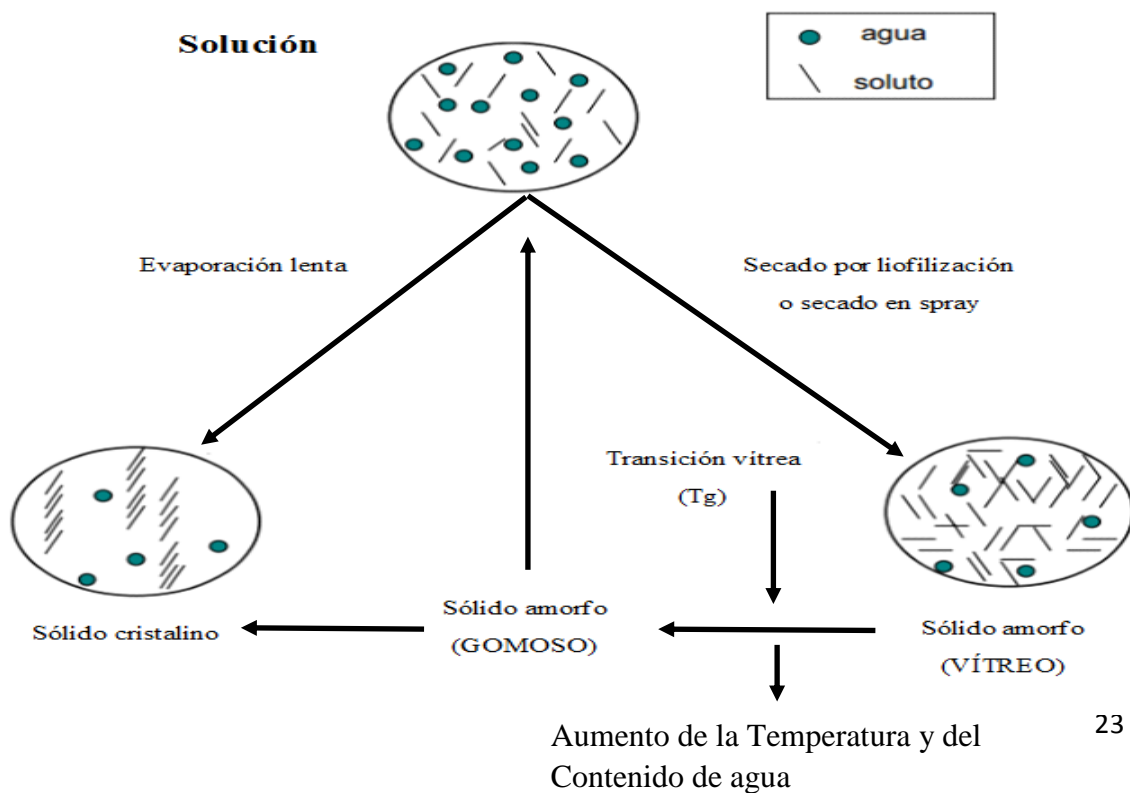 Solución
agua
soluto
Evaporación lenta
Secado por liofilización
o secado en spray
Transición vítrea
(Tg)
Sólido cristalino
Sólido amorfo
(GOMOSO)
Sólido amorfo
(VÍTREO)
Aumento de la Temperatura y del
Contenido de agua
23